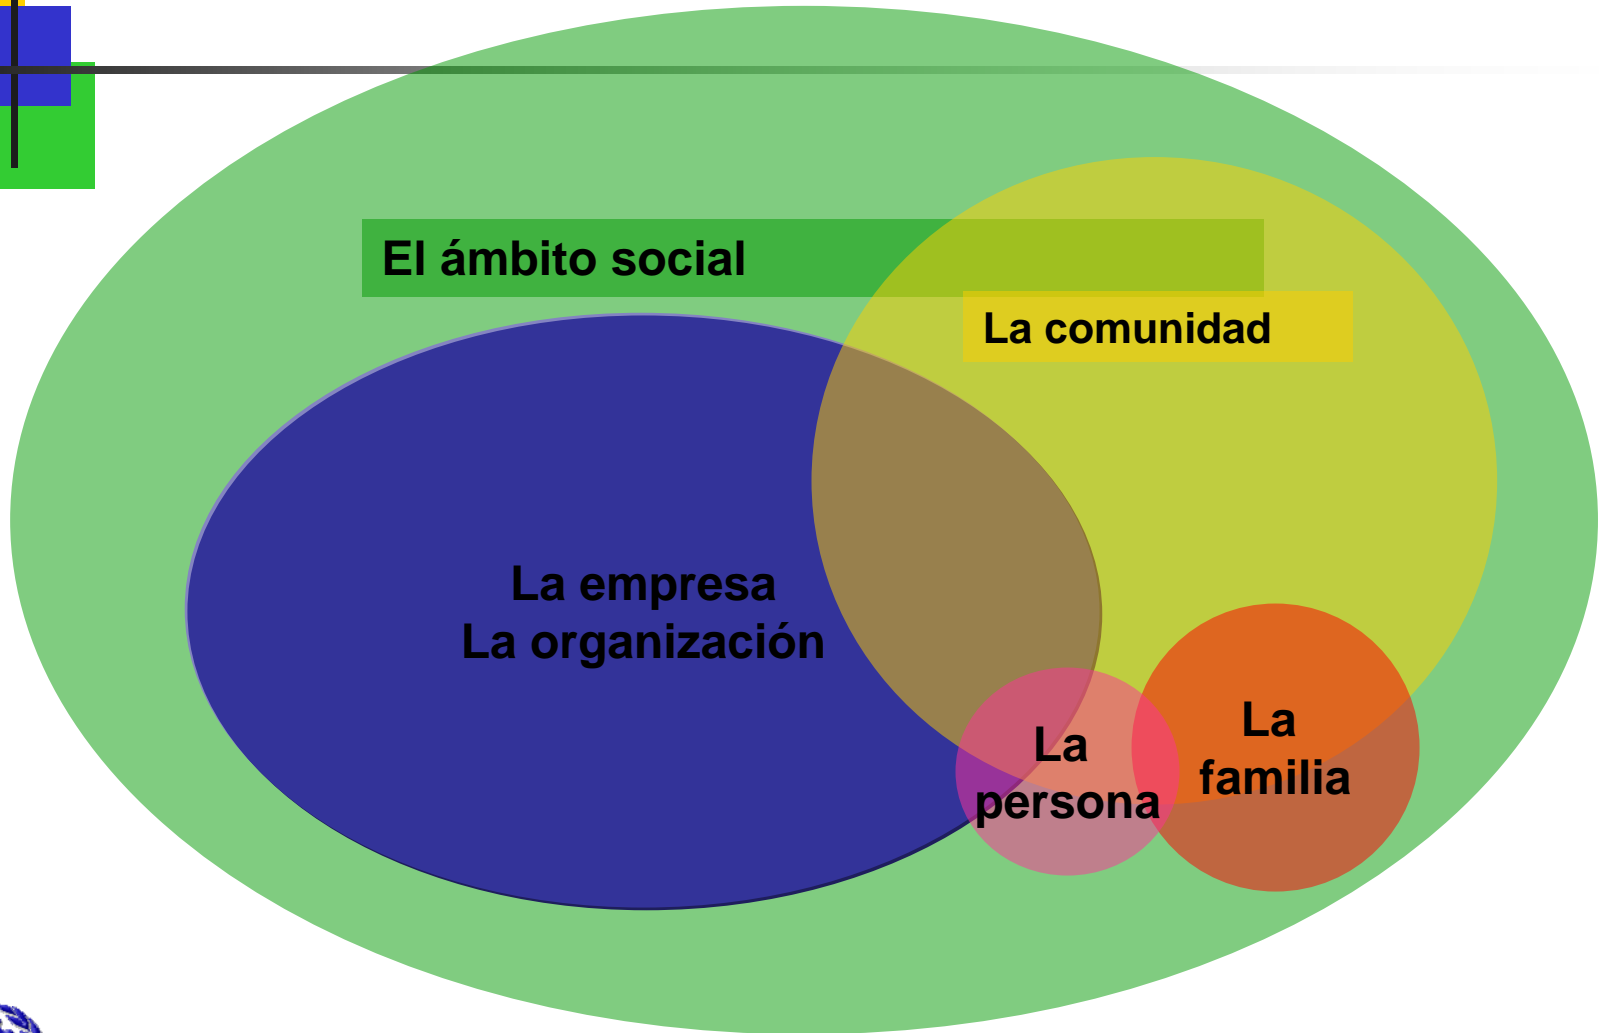 El ámbito social
La comunidad
La empresa
La organización
La
persona
La
familia